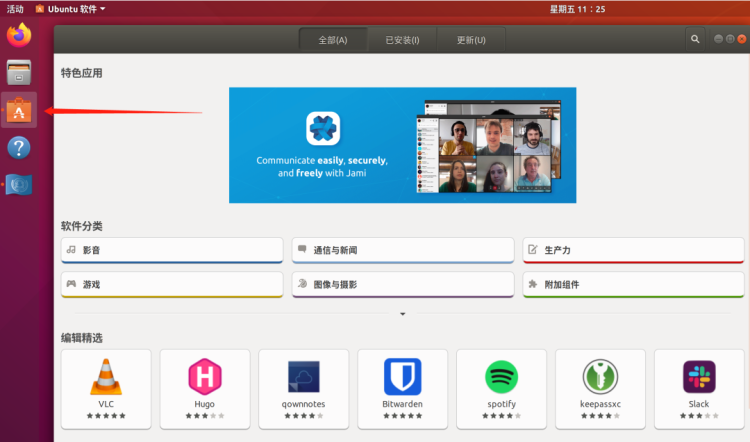 活动
Ubuntu 软件
星期五 11：25
全部(A)
已安装(I)
更新(U)
特色应用
Communicate easily, securely,
and freely with Jami
软件分类
影音
通信与新闻
生产力
游戏
图像与摄影
附加组件
编辑精选
VLC
Hugo
qownnotes
Bitwarden
spotify
keepassxc
Slack